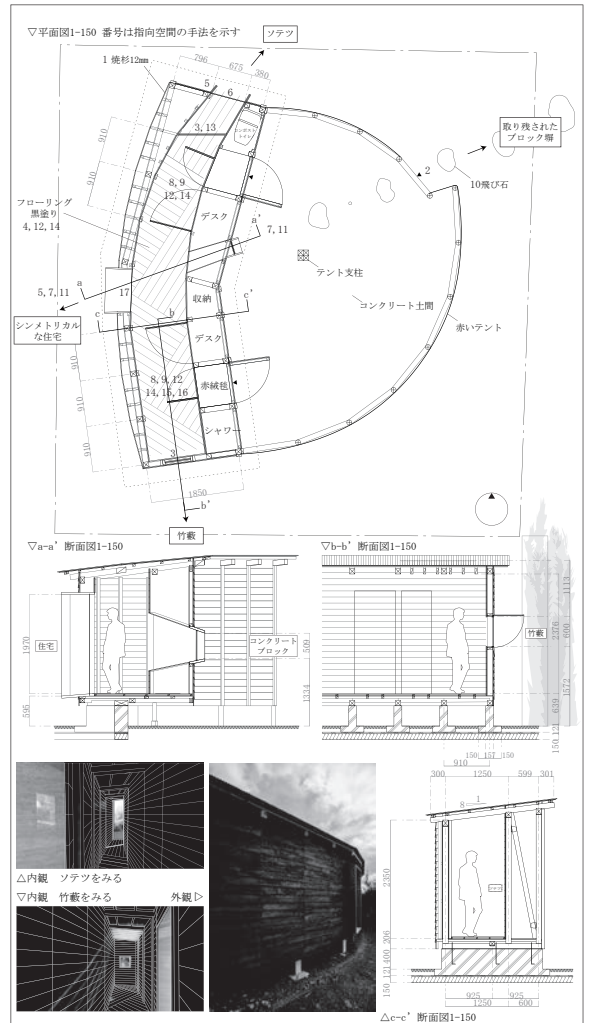 ▽平面図1-150 番号は指向空間の手法を示す
ソテツ
1 焼杉12㎜
796
675
380
5
6
コンポスト
トイレ
3, 13
取り残された
ブロック塀
2
910
910
8, 9
12, 14
10飛び石
デスク
フローリング
黒塗り
4, 12, 14
a'
7, 11
テント支柱
a
5, 7, 11
17
収納
コンクリート土間
b
c
c'
シンメトリカル
な住宅
デスク
赤いテント
910
910
910
8, 9, 12
14, 15, 16
赤絨毯
シャワー
3
1850
b'
竹藪
▽a-a' 断面図1-150
▽b-b' 断面図1-150
1970
595
住宅
コンクリート
ブロック
509
1334
竹藪
1113
2376
600
1572
639
121
150
150
157
150
910
△内観 ソテツをみる
▽内観 竹藪をみる
外観▷
300
1250
599
301
1
8
2350
206
400
121
150
925
925
1250
600
△c-c' 断面図1-150